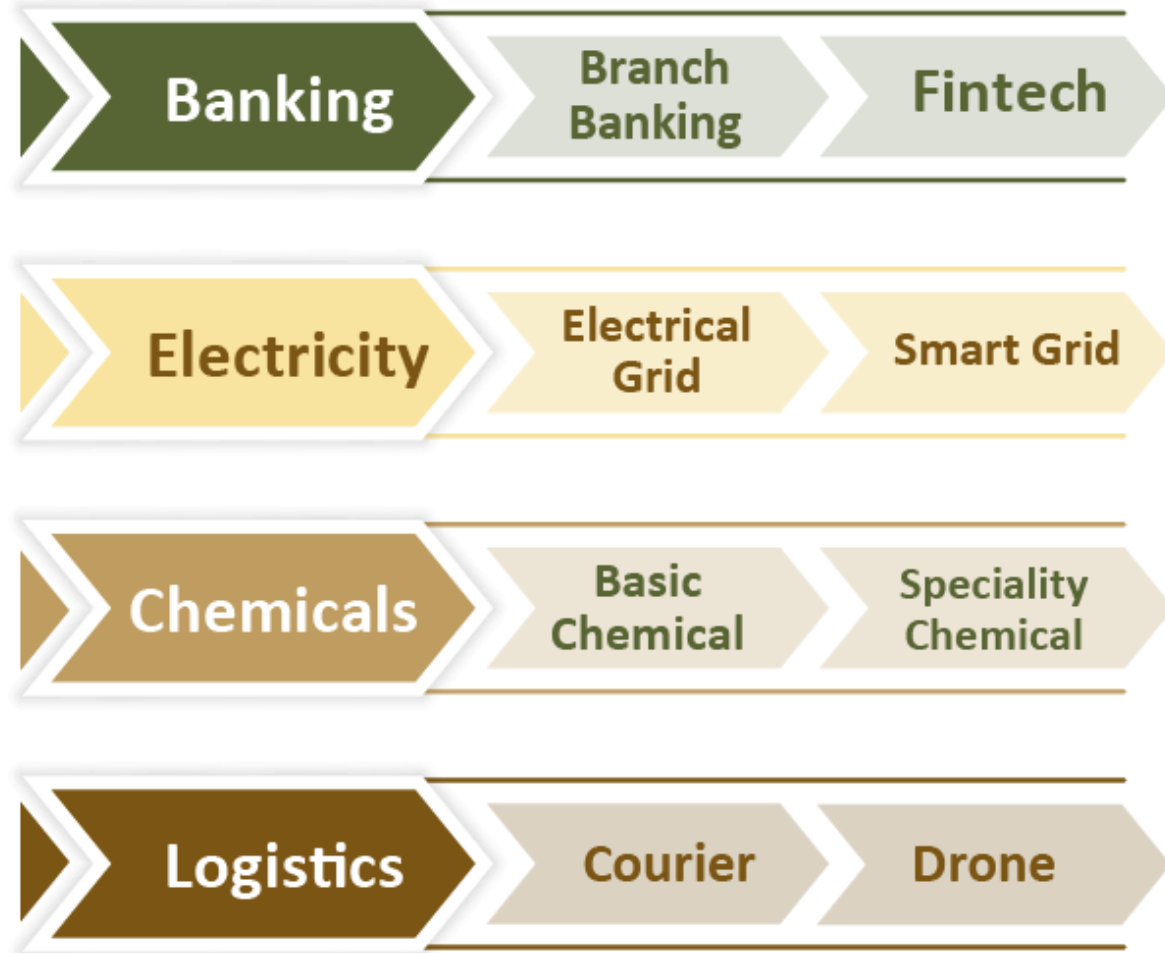 Banking
Branch
Banking
Fintech
Electricity
Electrical
Grid
Smart Grid
Chemicals
Basic
Chemical
Speciality
Chemical
Logistics
Courier
Drone